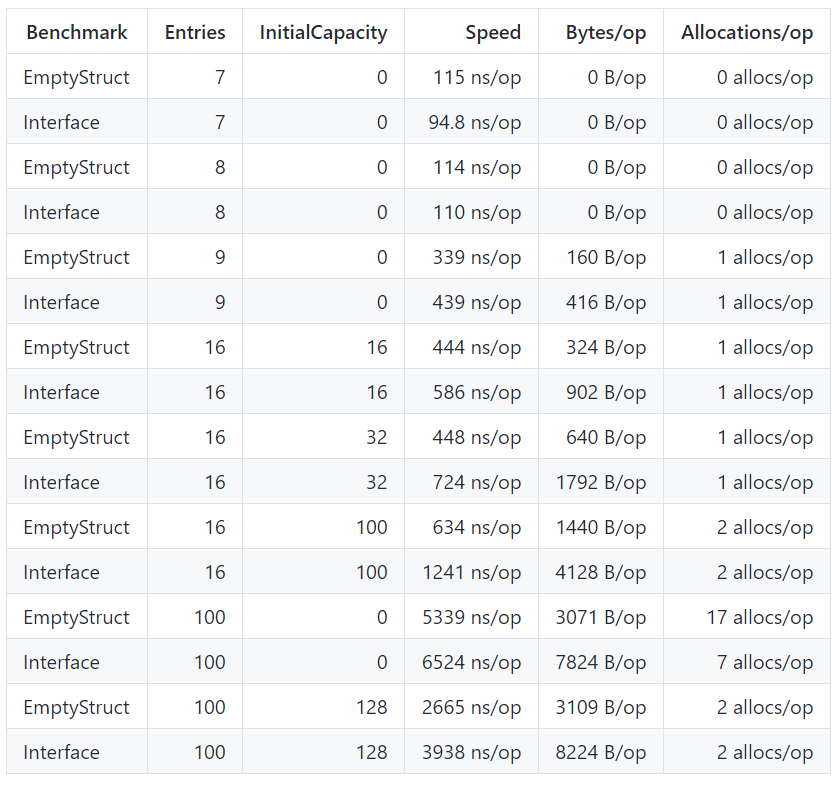 Benchmark Entries InitialCapacity Speed Bytes/op Allocations/op
EmptyStruct 7 0 115 ns/op 0 B/op 0 allocs/op
Interface 7 0 94.8 ns/op 0 B/op 0 allocs/op
EmptyStruct 8 0 114 ns/op 0 B/op 0 allocs/op
Interface 8 0 110 ns/op 0 B/op 0 allocs/op
EmptyStruct 9 0 339 ns/op 160 B/op 1 allocs/op
Interface 9 0 439 ns/op 416 B/op 1 allocs/op
EmptyStruct 16 16 444 ns/op 324 B/op 1 allocs/op
Interface 16 16 586 ns/op 902 B/op 1 allocs/op
EmptyStruct 16 32 448 ns/op 640 B/op 1 allocs/op
Interface 16 32 724 ns/op 1792 B/op 1 allocs/op
EmptyStruct 16 100 634 ns/op 1440 B/op 2 allocs/op
Interface 16 100 1241 ns/op 4128 B/op 2 allocs/op
EmptyStruct 100 0 5339 ns/op 3071 B/op 17 allocs/op
Interface 100 0 6524 ns/op 7824 B/op 7 allocs/op
EmptyStruct 100 128 2665 ns/op 3109 B/op 2 allocs/op
Interface 100 128 3938 ns/op 8224 B/op 2 allocs/op